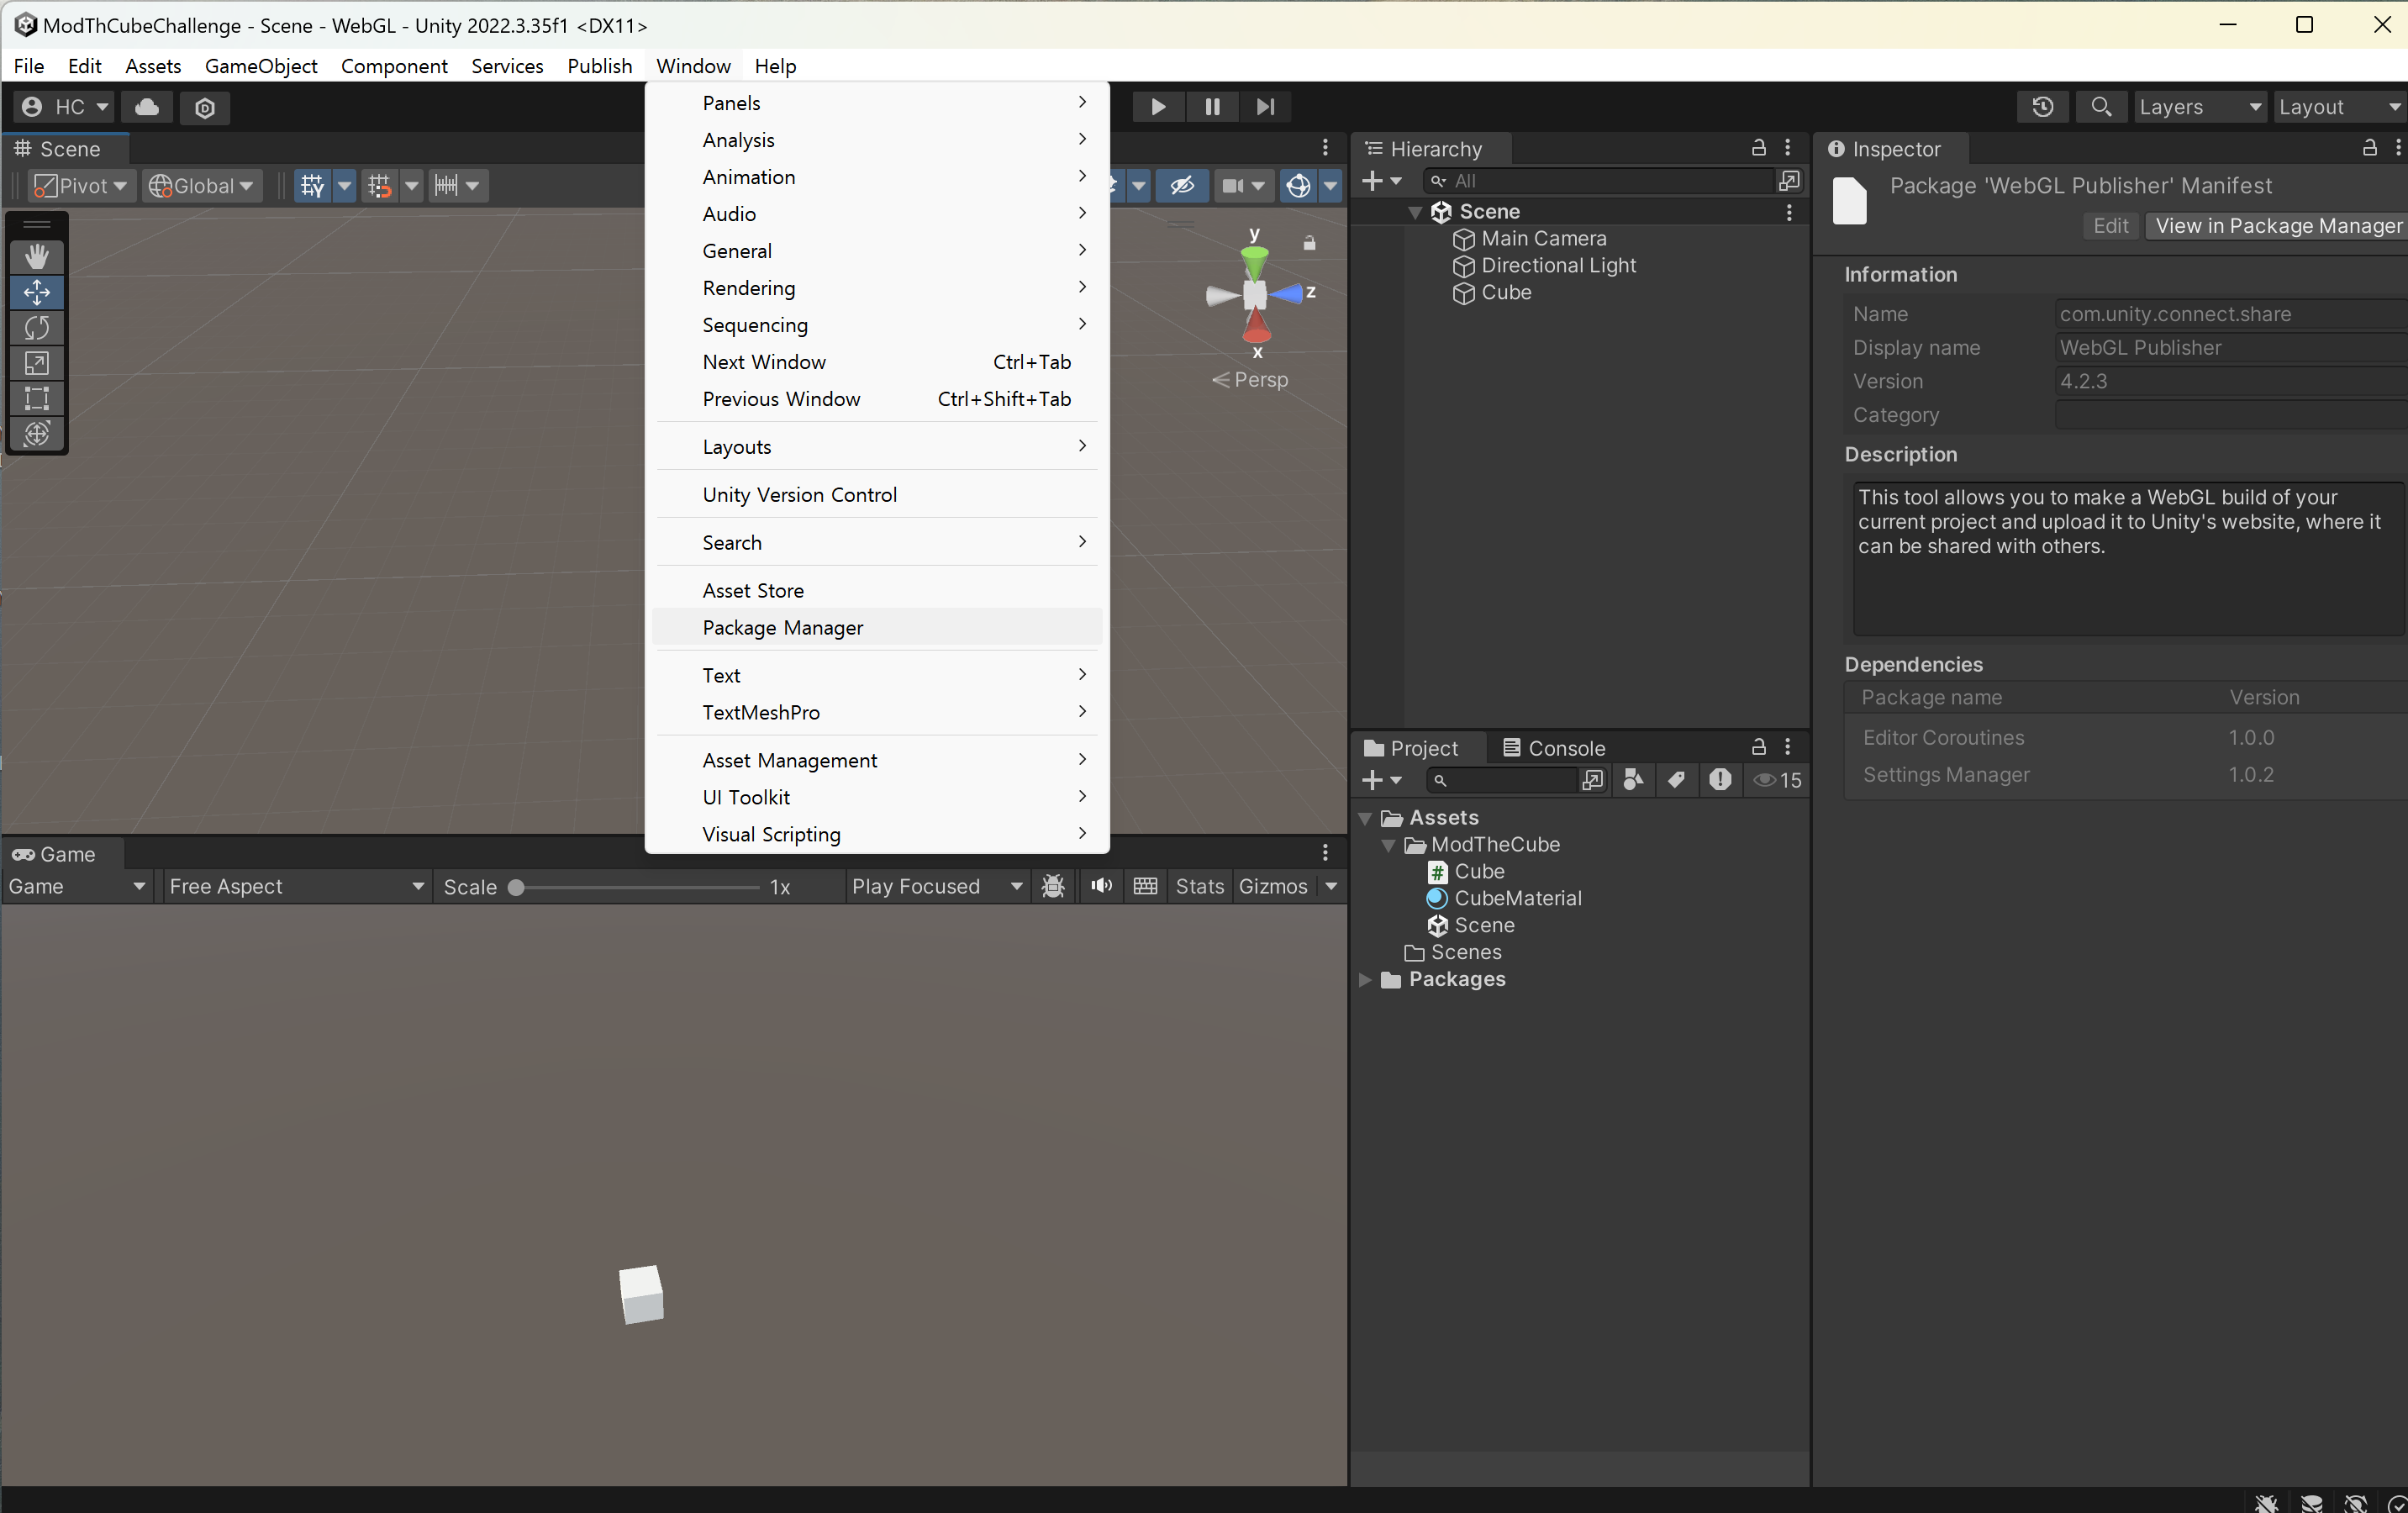 ModThCubeChallenge - Scene - WebGL - Unity 2022.3.35f1 <DX11>
File Edit Assets GameObject Component Services Publish Window Help
HC
Layers
Layout
Panels
Analysis
Animation
Audio
General
Rendering
Sequencing
Next Window Ctrl+Tab
Previous Window Ctrl+Shift+Tab
Layouts
Unity Version Control
Search
Asset Store
Package Manager
Text
TextMeshPro
Asset Management
UI Toolkit
Visual Scripting
Scene
Pivot
Global
y
z
x
Persp
Hierarchy
All
Scene
Main Camera
Directional Light
Cube
Inspector
Package 'WebGL Publisher' Manifest
Edit
View in Package Manager
Information
Name com.unity.connect.share
Display name WebGL Publisher
Version 4.2.3
Category
Description
This tool allows you to make a WebGL build of your
current project and upload it to Unity's website, where it
can be shared with others.
Dependencies
Package name Version
Editor Coroutines 1.0.0
Settings Manager 1.0.2
Project
Console
15
Assets
ModTheCube
Cube
CubeMaterial
Scene
Scenes
Packages
Game
Game
Free Aspect
Scale 1x
Play Focused
Stats
Gizmos